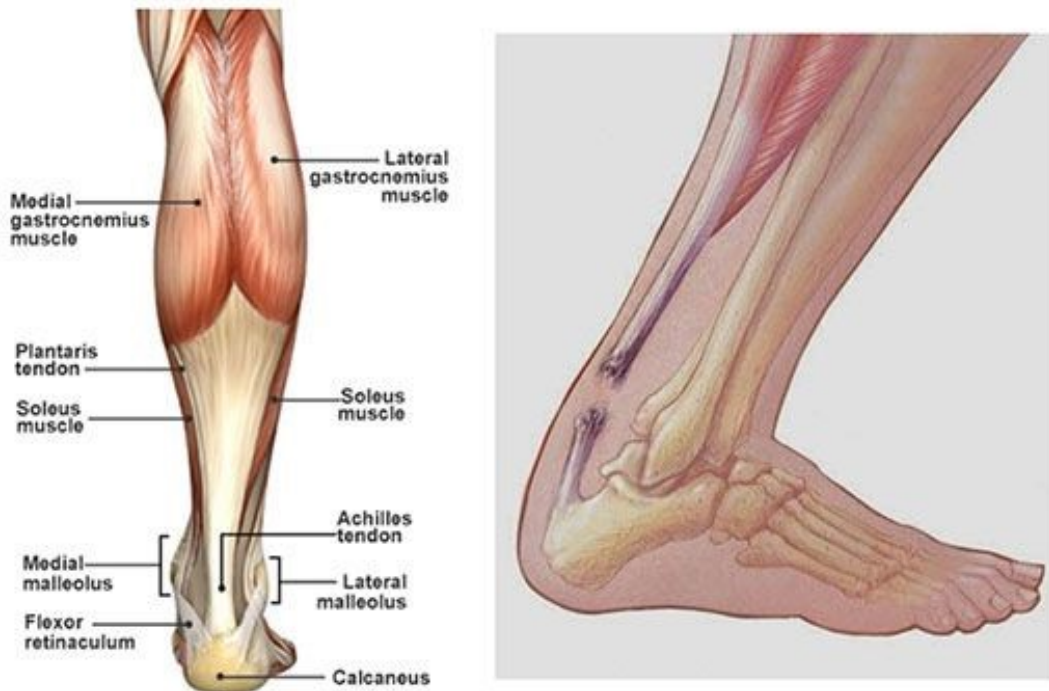 Lateral
gastrocnemius
muscle
Medial
gastrocnemius
muscle
Plantaris
tendon
Soleus
muscle
Soleus
muscle
Achilles
tendon
Medial
malleolus
Lateral
malleolus
Flexor
retinaculum
Calcaneus